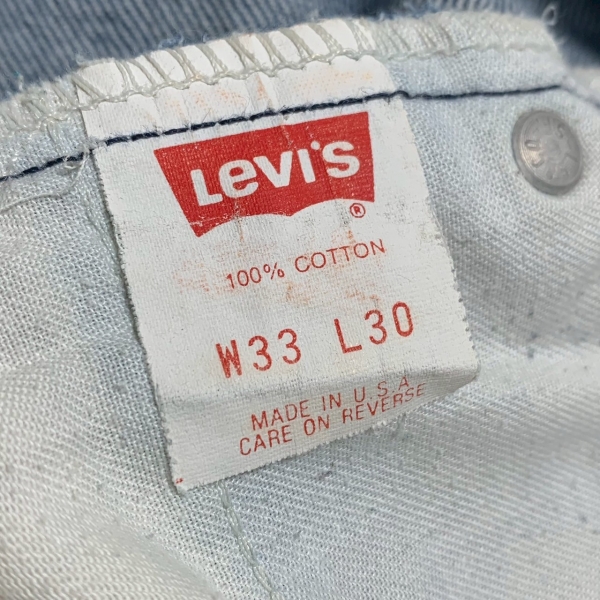 Levi's
®
100% COTTON
W33 L30
MADE IN U.S.A
CARE ON REVERSE